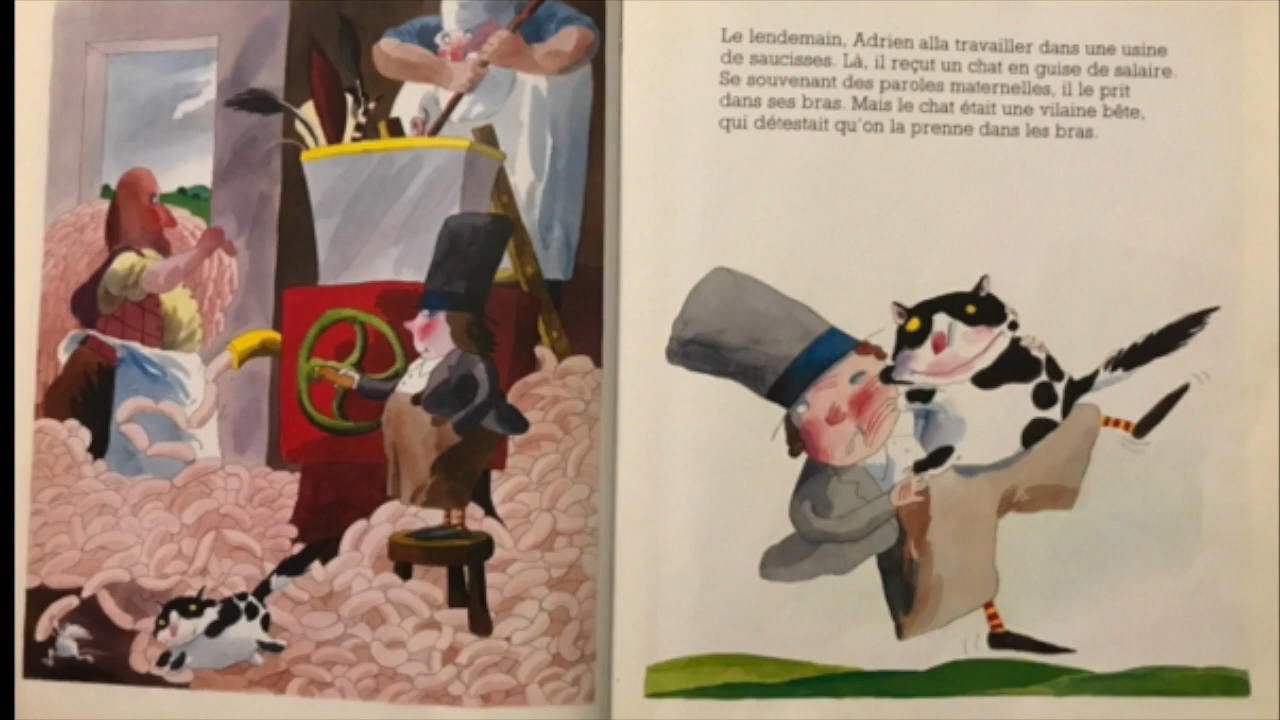 Le lendemain, Adrien alla travailler dans une usine
de saucisses. Là, il reçut un chat en guise de salaire.
Se souvenant des paroles maternelles, il le prit
dans ses bras. Mais le chat était une vilaine bête,
qui détestait qu'on la prenne dans les bras.